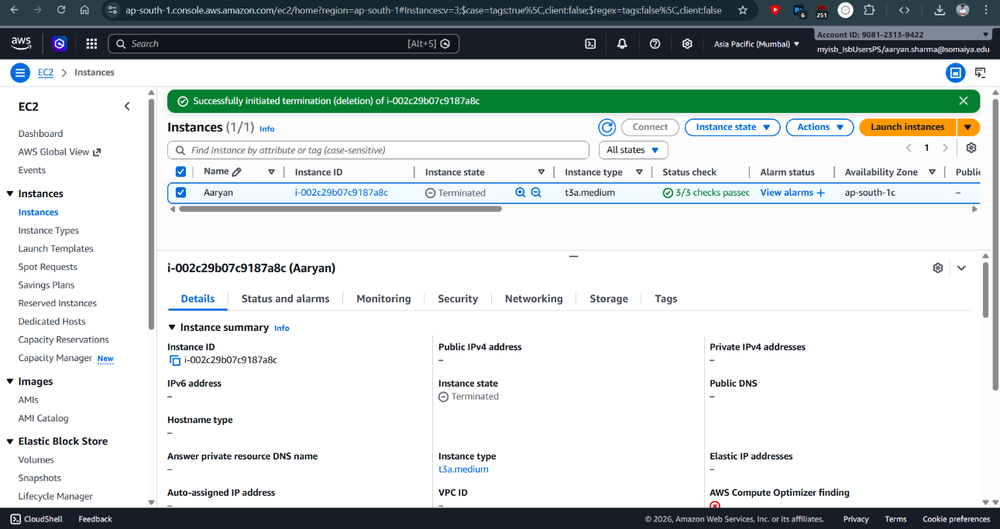 ap-south-1.console.aws.amazon.com/ec2/home?region=ap-south-1#Instances:v=3;$case=tags:true%5C,client:false;$regex=tags:false%5C,client:false
6
251
aws
Search
[Alt+S]
Asia Pacific (Mumbai)
Account ID: 9081-2313-9422
myisb_IsbUsersPS/aaryan.sharma@somaiya.edu
EC2
Instances
EC2
Dashboard
AWS Global View
Events
Instances
Instances
Instance Types
Launch Templates
Spot Requests
Savings Plans
Reserved Instances
Dedicated Hosts
Capacity Reservations
Capacity Manager New
Images
AMIs
AMI Catalog
Elastic Block Store
Volumes
Snapshots
Lifecycle Manager
Successfully initiated termination (deletion) of i-002c29b07c9187a8c
Instances (1/1) Info
Connect
Instance state
Actions
Launch instances
Find Instance by attribute or tag (case-sensitive)
All states
1
Name Instance ID Instance state Instance type Status check Alarm status Availability Zone Public
Aaryan i-002c29b07c9187a8c Terminated t3a.medium 3/3 checks passec View alarms + ap-south-1c –
i-002c29b07c9187a8c (Aaryan)
Details Status and alarms Monitoring Security Networking Storage Tags
Instance summary Info
Instance ID
i-002c29b07c9187a8c
Public IPv4 address
–
Private IPv4 addresses
–
IPv6 address
–
Instance state
Terminated
Public DNS
–
Hostname type
–
Answer private resource DNS name
–
Instance type
t3a.medium
Elastic IP addresses
–
Auto-assigned IP address
–
VPC ID
–
AWS Compute Optimizer finding
CloudShell Feedback
© 2026, Amazon Web Services, Inc. or its affiliates. Privacy Terms Cookie preferences